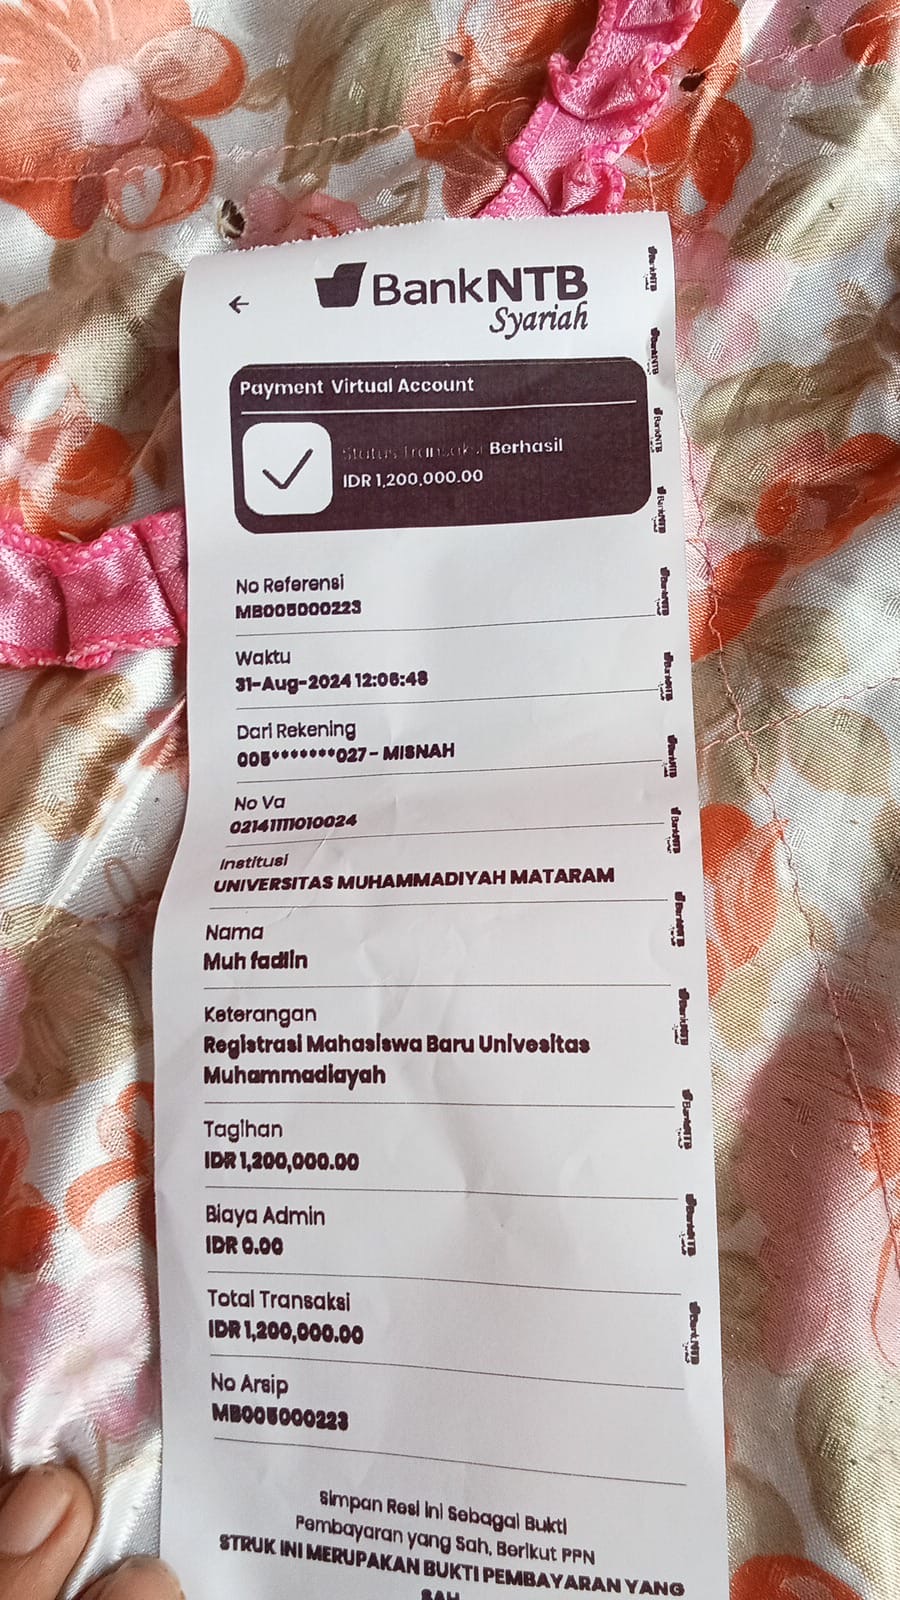 ←
BankNTB
Syariah
Payment Virtual Account
Status Transaksi Berhasil
IDR 1,200,000.00
No Referensi
MB005000223
Waktu
31-Aug-2024 12:06:48
Dari Rekening
005*******027 - MISNAH
No Va
02141111010024
Institusi
UNIVERSITAS MUHAMMADIYAH MATARAM
Nama
Muh fadlin
Keterangan
Registrasi Mahasiswa Baru Univesitas
Muhammadiayah
Tagihan
IDR 1,200,000.00
Biaya Admin
IDR 0.00
Total Transaksi
IDR 1,200,000.00
No Arsip
MB005000223
Simpan Resi Ini Sebagai Bukti
Pembayaran yang Sah, Berikut PPN
STRUK INI MERUPAKAN BUKTI PEMBAYARAN YANG
SAH